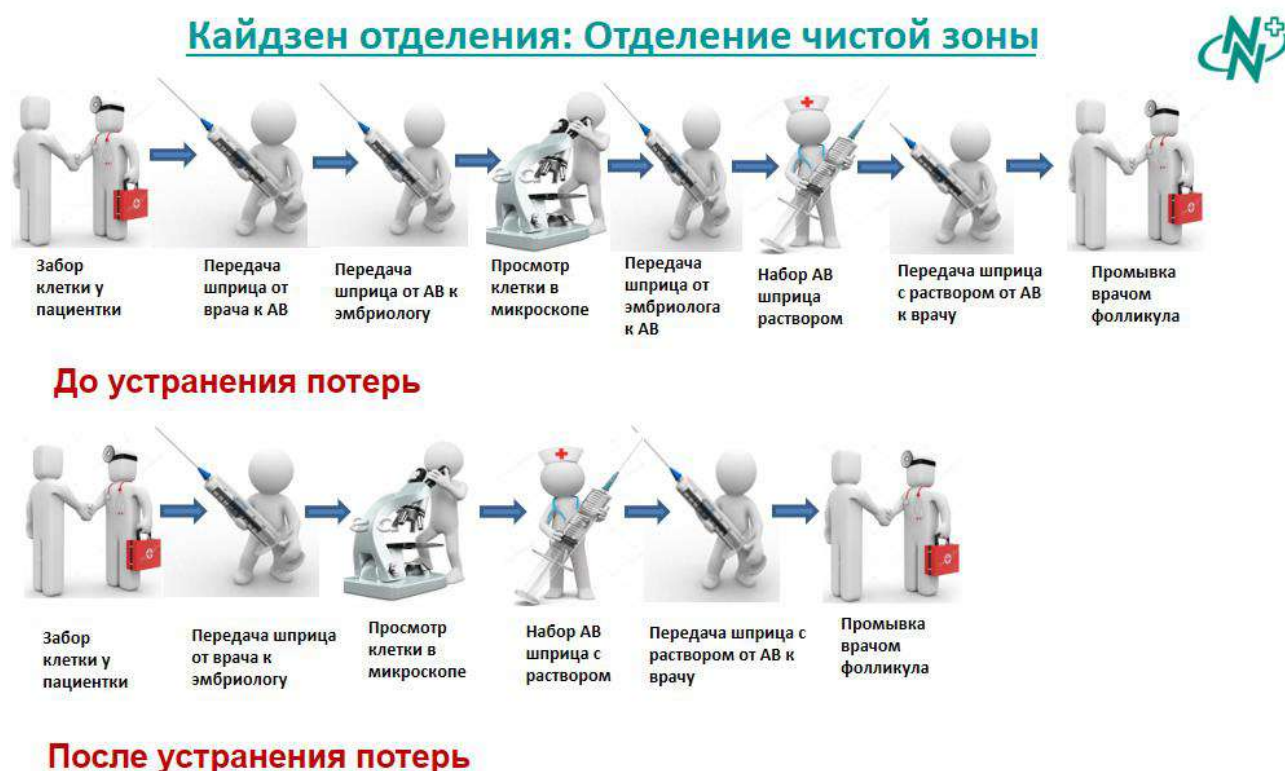 Кайдзен отделения: Отделение чистой зоны
Забор
клетки у
пациентки
Передача
шприца от
врача к АВ
Передача
шприца от АВ к
эмбриологу
Просмотр
клетки в
микроскопе
Передача
шприца от
эмбриолога
к АВ
Набор АВ
шприца
раствором
Передача шприца
с раствором от АВ
к врачу
Промывка
врачом
фолликула
До устранения потерь
Забор
клетки у
пациентки
Передача шприца
от врача к
эмбриологу
Просмотр
клетки в
микроскопе
Набор АВ
шприца с
раствором
Передача шприца с
раствором от АВ к
врачу
Промывка
врачом
фолликула
После устранения потерь